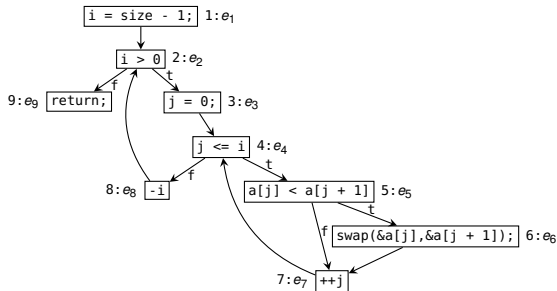 i = size - 1; 1:e₁
i > 0 2:e₂
f t
9:e₉ return; j = 0; 3:e₃
j <= i 4:e₄
f t
8:e₈ -i a[j] < a[j + 1] 5:e₅
t
f swap(&a[j],&a[j + 1]); 6:e₆
7:e₇ ++j